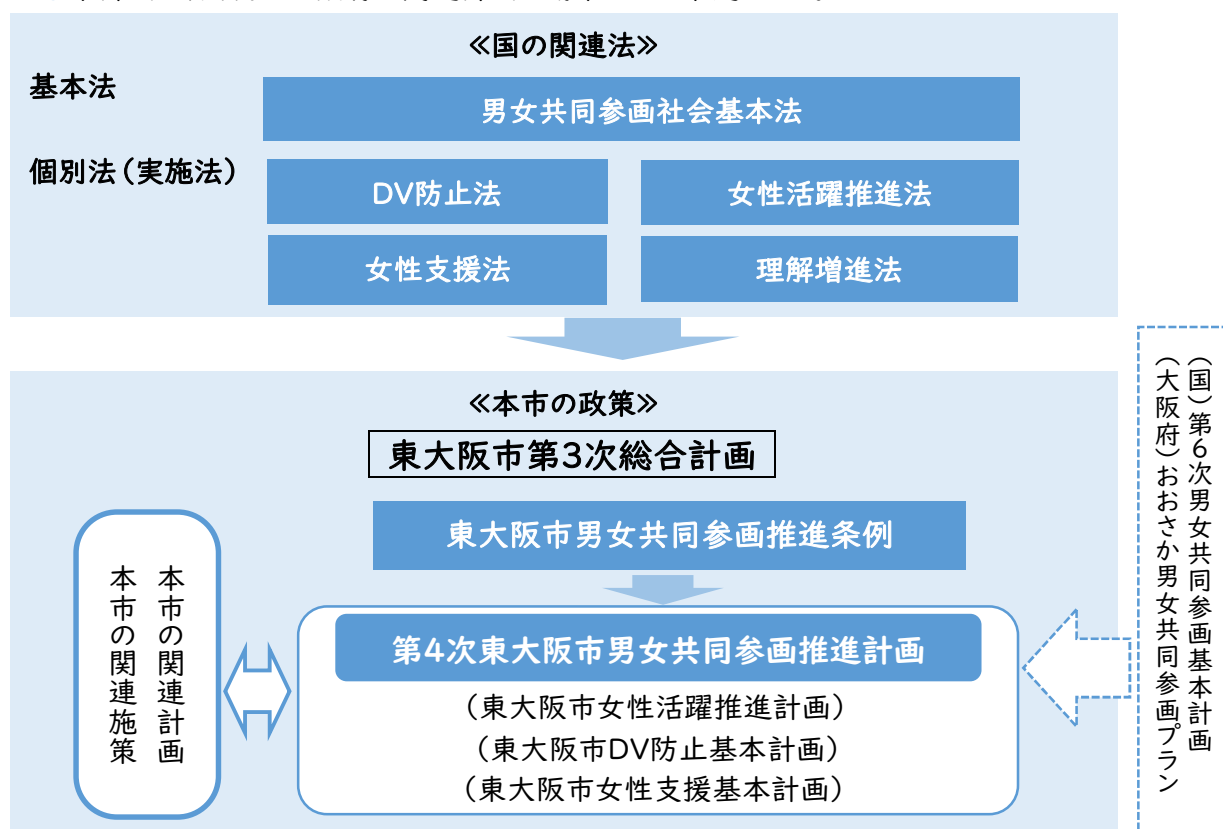 ≪国の関連法≫
基本法
男女共同参画社会基本法
個別法（実施法）
DV防止法
女性活躍推進法
女性支援法
理解増進法
≪本市の政策≫
東大阪市第3次総合計画
東大阪市男女共同参画推進条例
第4次東大阪市男女共同参画推進計画
（東大阪市女性活躍推進計画）
（東大阪市DV防止基本計画）
（東大阪市女性支援基本計画）
本市の関連計画
本市の関連施策
（国）第6次男女共同参画基本計画
（大阪府）おおさか男女共同参画プラン